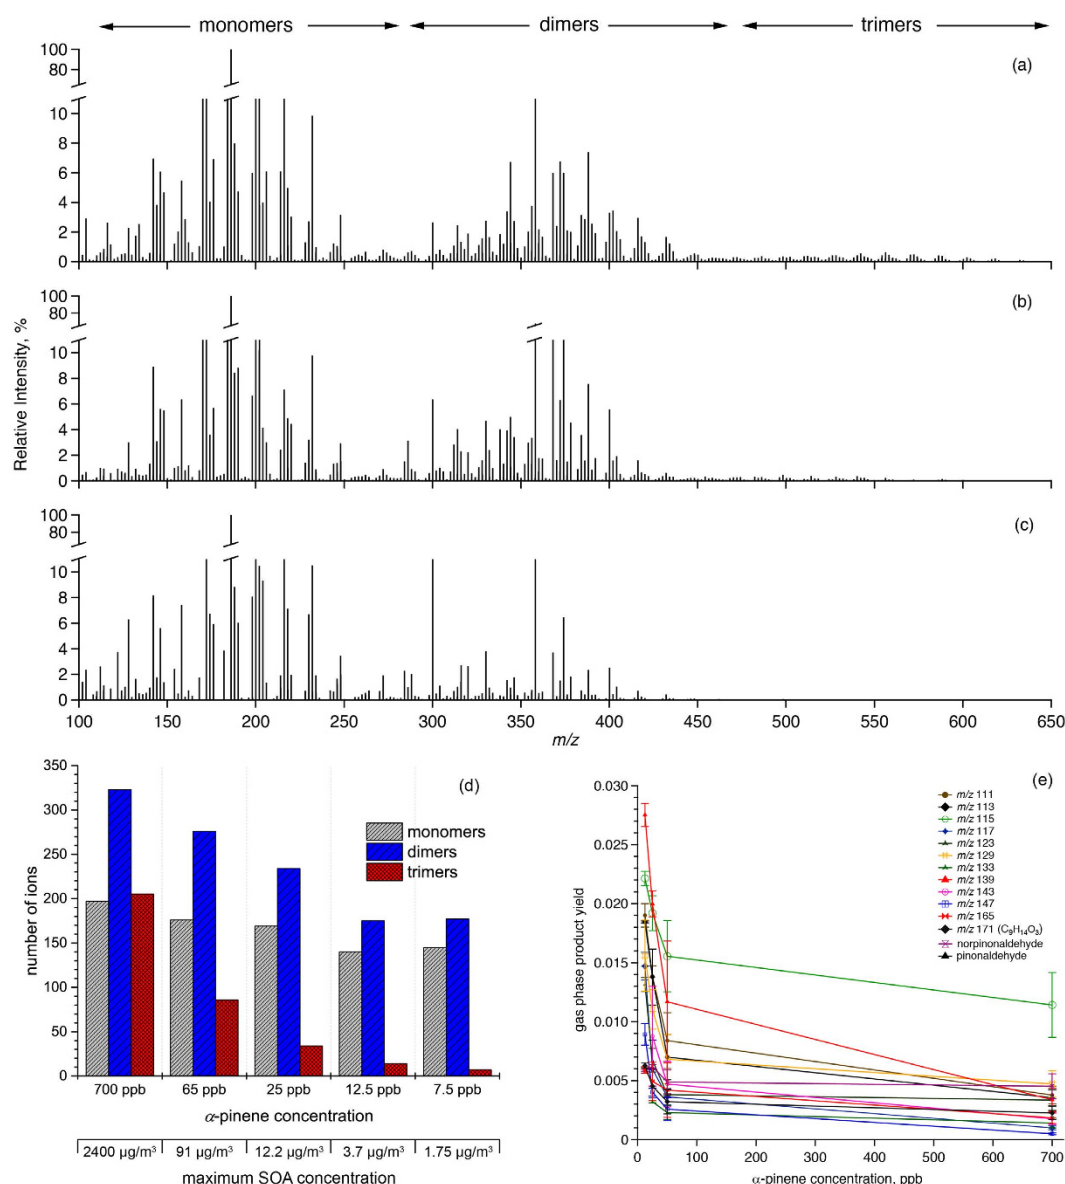 monomers dimers trimers
(a)
100
80
10
8
6
4
2
0
(b)
100
80
10
8
6
4
2
0
Relative Intensity, %
(c)
100
80
10
8
6
4
2
0
100 150 200 250 300 350 400 450 500 550 600 650
m/z
(d)
350
300
250
200
150
100
50
0
number of ions
monomers
dimers
trimers
700 ppb 65 ppb 25 ppb 12.5 ppb 7.5 ppb
α-pinene concentration
2400 µg/m³ 91 µg/m³ 12.2 µg/m³ 3.7 µg/m³ 1.75 µg/m³
maximum SOA concentration
(e)
0.030
0.025
0.020
0.015
0.010
0.005
0
gas phase product yield
m/z 111
m/z 113
m/z 115
m/z 117
m/z 123
m/z 129
m/z 133
m/z 139
m/z 143
m/z 147
m/z 165
m/z 171 (C₉H₁₄O₃)
norpinonaldehyde
pinonaldehyde
0 100 200 300 400 500 600 700
α-pinene concentration, ppb